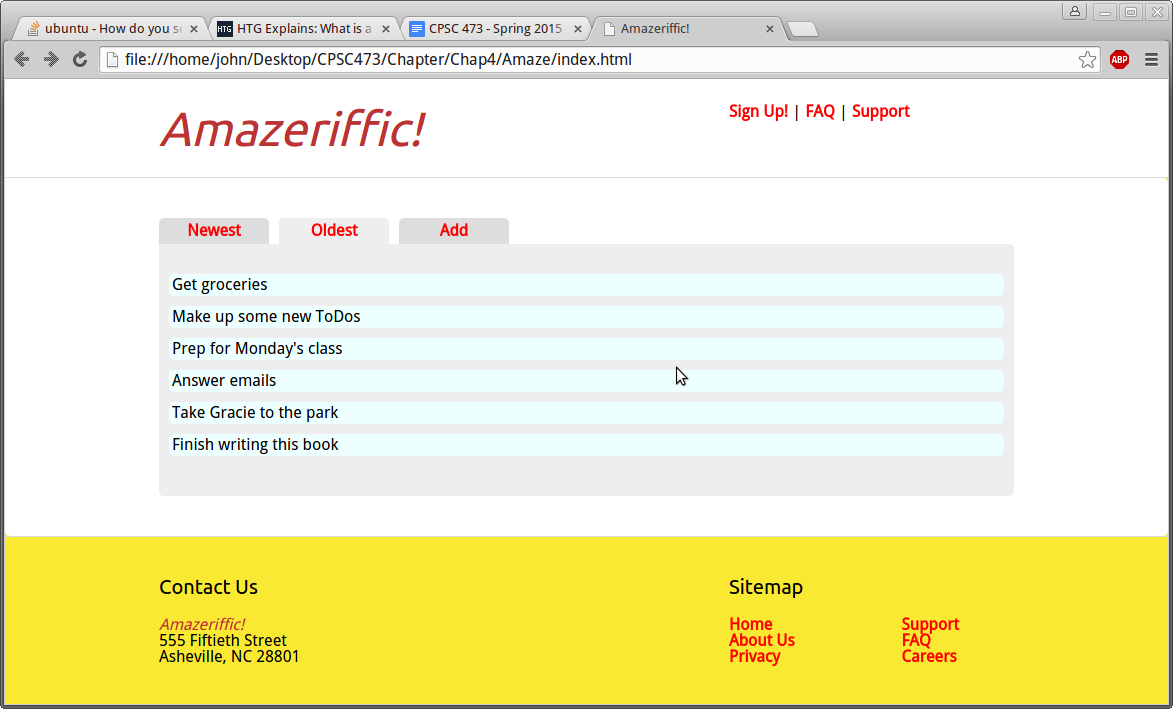 ubuntu - How do you s
HTG Explains: What is a
CPSC 473 - Spring 2015
Amazeriffic!
file:///home/john/Desktop/CPSC473/Chapter/Chap4/Amaze/index.html
ABP
Amazeriffic!
Sign Up! | FAQ | Support
Newest Oldest Add
Get groceries
Make up some new ToDos
Prep for Monday's class
Answer emails
Take Gracie to the park
Finish writing this book
Contact Us
Amazeriffic!
555 Fiftieth Street
Asheville, NC 28801
Sitemap
Home Support
About Us FAQ
Privacy Careers